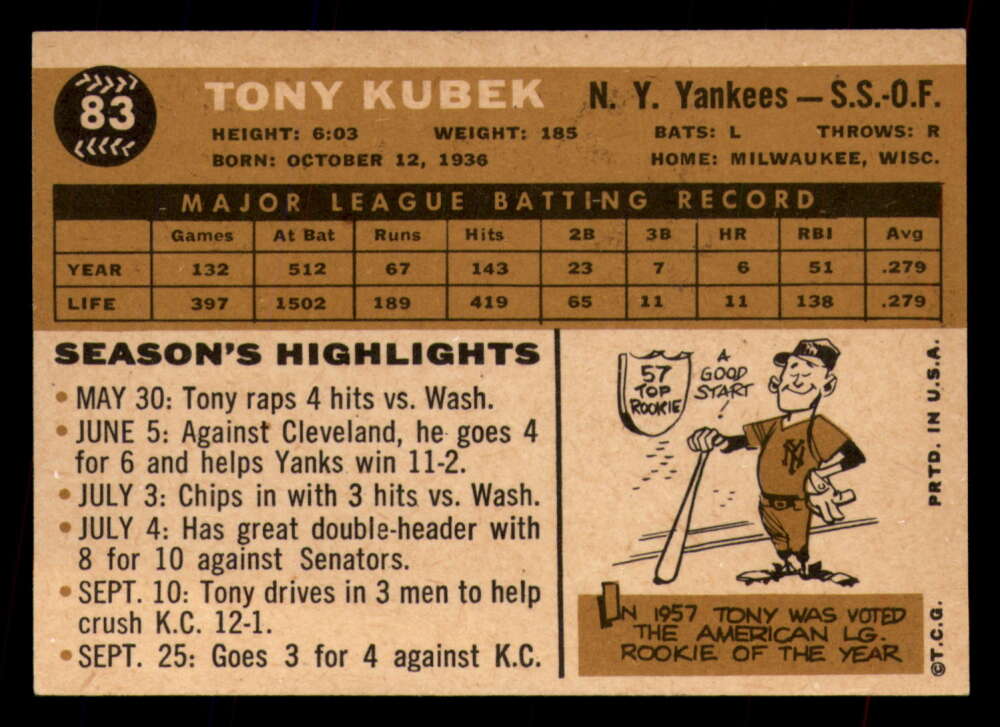 83
TONY KUBEK
N. Y. Yankees — S.S.-O.F.
HEIGHT: 6:03 WEIGHT: 185 BATS: L THROWS: R
BORN: OCTOBER 12, 1936 HOME: MILWAUKEE, WISC.
MAJOR LEAGUE BATTING RECORD
Games At Bat Runs Hits 2B 3B HR RBI Avg
YEAR 132 512 67 143 23 7 6 51 .279
LIFE 397 1502 189 419 65 11 11 138 .279
SEASON'S HIGHLIGHTS
• MAY 30: Tony raps 4 hits vs. Wash.
• JUNE 5: Against Cleveland, he goes 4
for 6 and helps Yanks win 11-2.
• JULY 3: Chips in with 3 hits vs. Wash.
• JULY 4: Has great double-header with
8 for 10 against Senators.
• SEPT. 10: Tony drives in 3 men to help
crush K.C. 12-1.
• SEPT. 25: Goes 3 for 4 against K.C.
57
TOP
ROOKIE
A
GOOD
START
!
NY
IN 1957 TONY WAS VOTED
THE AMERICAN LG.
ROOKIE OF THE YEAR
PRTD. IN U.S.A.
©T.C.G.